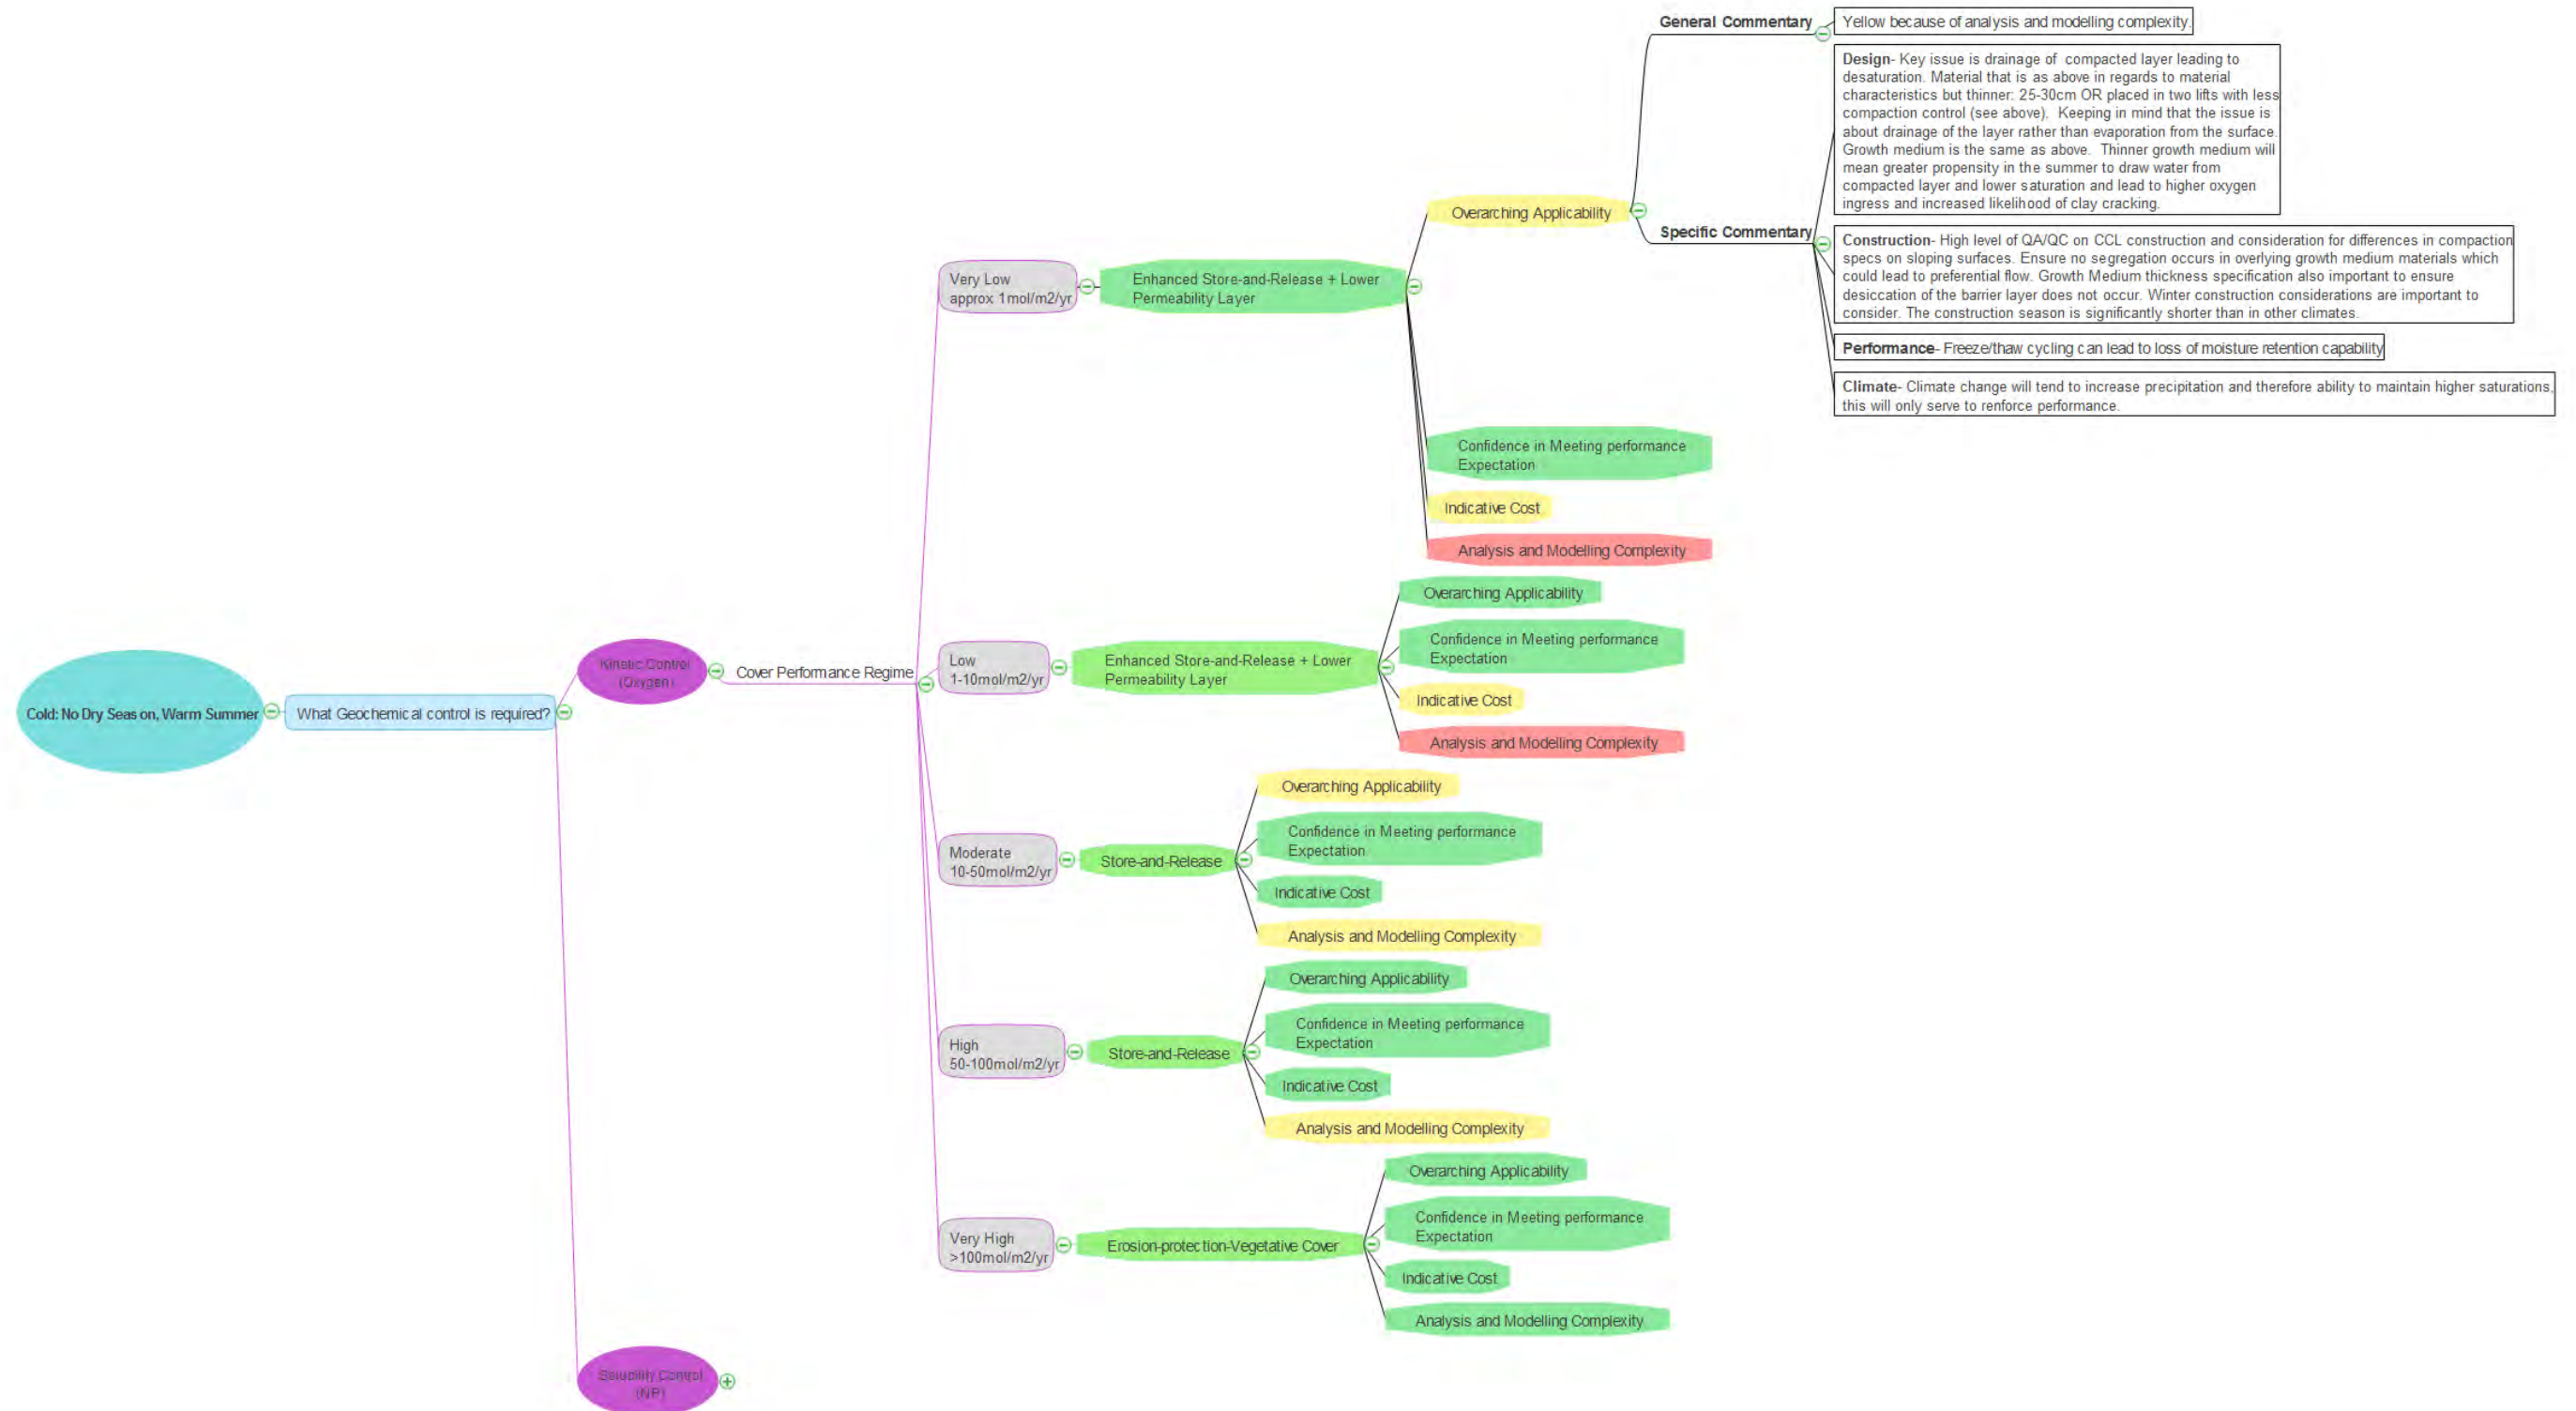 General Commentary
Yellow because of analysis and modelling complexity.
Design- Key issue is drainage of compacted layer leading to
desaturation. Material that is as above in regards to material
characteristics but thinner: 25-30cm OR placed in two lifts with less
compaction control (see above). Keeping in mind that the issue is
about drainage of the layer rather than evaporation from the surface.
Growth medium is the same as above. Thinner growth medium will
mean greater propensity in the summer to draw water from
compacted layer and lower saturation and lead to higher oxygen
ingress and increased likelihood of clay cracking.
Overarching Applicability
Specific Commentary
Construction- High level of QA/QC on CCL construction and consideration for differences in compaction
specs on sloping surfaces. Ensure no segregation occurs in overlying growth medium materials which
could lead to preferential flow. Growth Medium thickness specification also important to ensure
desiccation of the barrier layer does not occur. Winter construction considerations are important to
consider. The construction season is significantly shorter than in other climates.
Performance- Freeze/thaw cycling can lead to loss of moisture retention capability
Climate- Climate change will tend to increase precipitation and therefore ability to maintain higher saturations,
this will only serve to renforce performance.
Very Low
approx 1mol/m2/yr
Enhanced Store-and-Release + Lower
Permeability Layer
Confidence in Meeting performance
Expectation
Indicative Cost
Analysis and Modelling Complexity
Cold: No Dry Season, Warm Summer
What Geochemical control is required?
Kinetic Control
(Oxygen)
Cover Performance Regime
Low
1-10mol/m2/yr
Enhanced Store-and-Release + Lower
Permeability Layer
Overarching Applicability
Confidence in Meeting performance
Expectation
Indicative Cost
Analysis and Modelling Complexity
Moderate
10-50mol/m2/yr
Store-and-Release
Overarching Applicability
Confidence in Meeting performance
Expectation
Indicative Cost
Analysis and Modelling Complexity
High
50-100mol/m2/yr
Store-and-Release
Overarching Applicability
Confidence in Meeting performance
Expectation
Indicative Cost
Analysis and Modelling Complexity
Very High
>100mol/m2/yr
Erosion-protection-Vegetative Cover
Overarching Applicability
Confidence in Meeting performance
Expectation
Indicative Cost
Analysis and Modelling Complexity
Solubility Control
(NP)